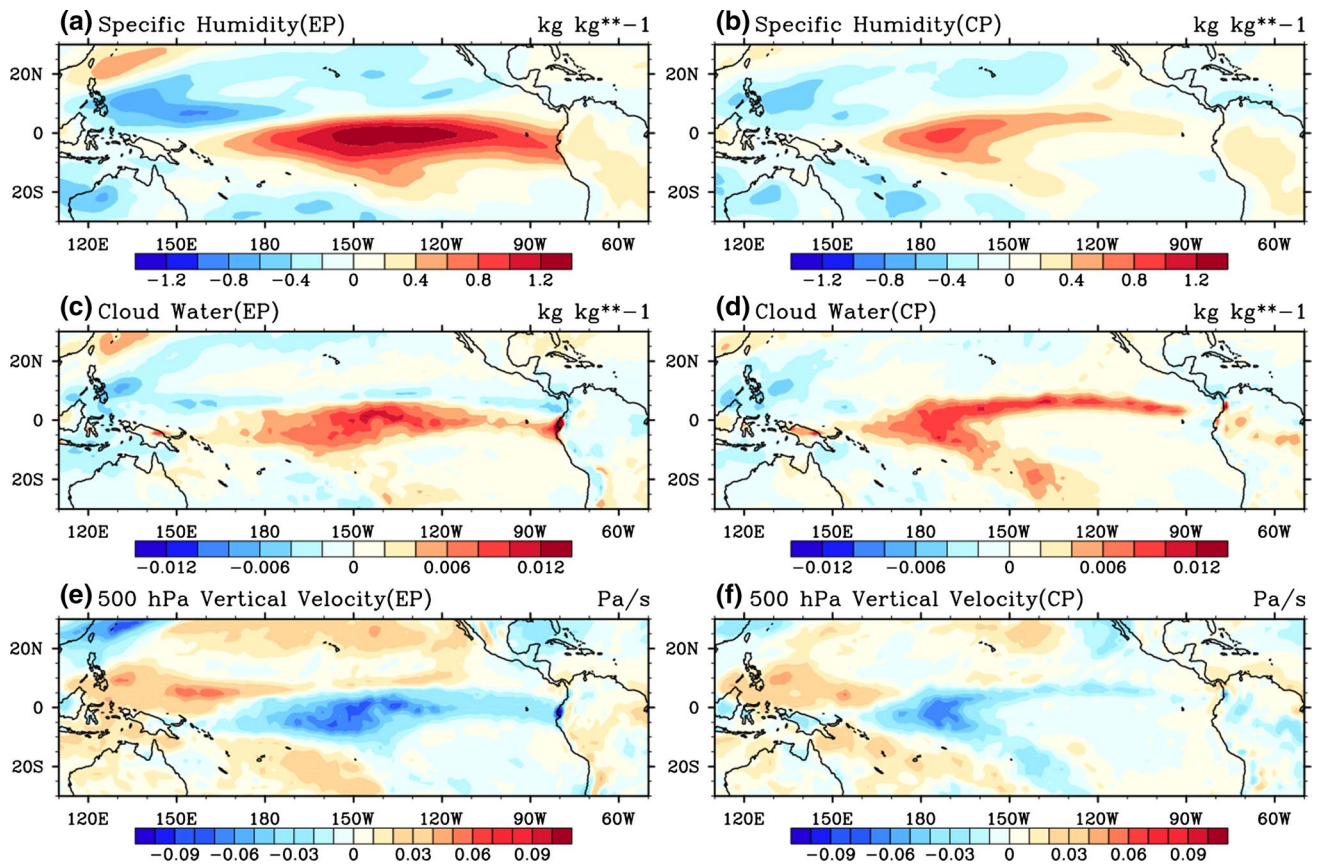 (a) Specific Humidity(EP) kg kg**-1
(b) Specific Humidity(CP) kg kg**-1
20N 20N
0 0
20S 20S
120E 150E 180 150W 120W 90W 60W
120E 150E 180 150W 120W 90W 60W
-1.2 -0.8 -0.4 0 0.4 0.8 1.2
-1.2 -0.8 -0.4 0 0.4 0.8 1.2
(c) Cloud Water(EP) kg kg**-1
(d) Cloud Water(CP) kg kg**-1
20N 20N
0 0
20S 20S
120E 150E 180 150W 120W 90W 60W
120E 150E 180 150W 120W 90W 60W
-0.012 -0.006 0 0.006 0.012
-0.012 -0.006 0 0.006 0.012
(e) 500 hPa Vertical Velocity(EP) Pa/s
(f) 500 hPa Vertical Velocity(CP) Pa/s
20N 20N
0 0
20S 20S
120E 150E 180 150W 120W 90W 60W
120E 150E 180 150W 120W 90W 60W
-0.09 -0.06 -0.03 0 0.03 0.06 0.09
-0.09 -0.06 -0.03 0 0.03 0.06 0.09